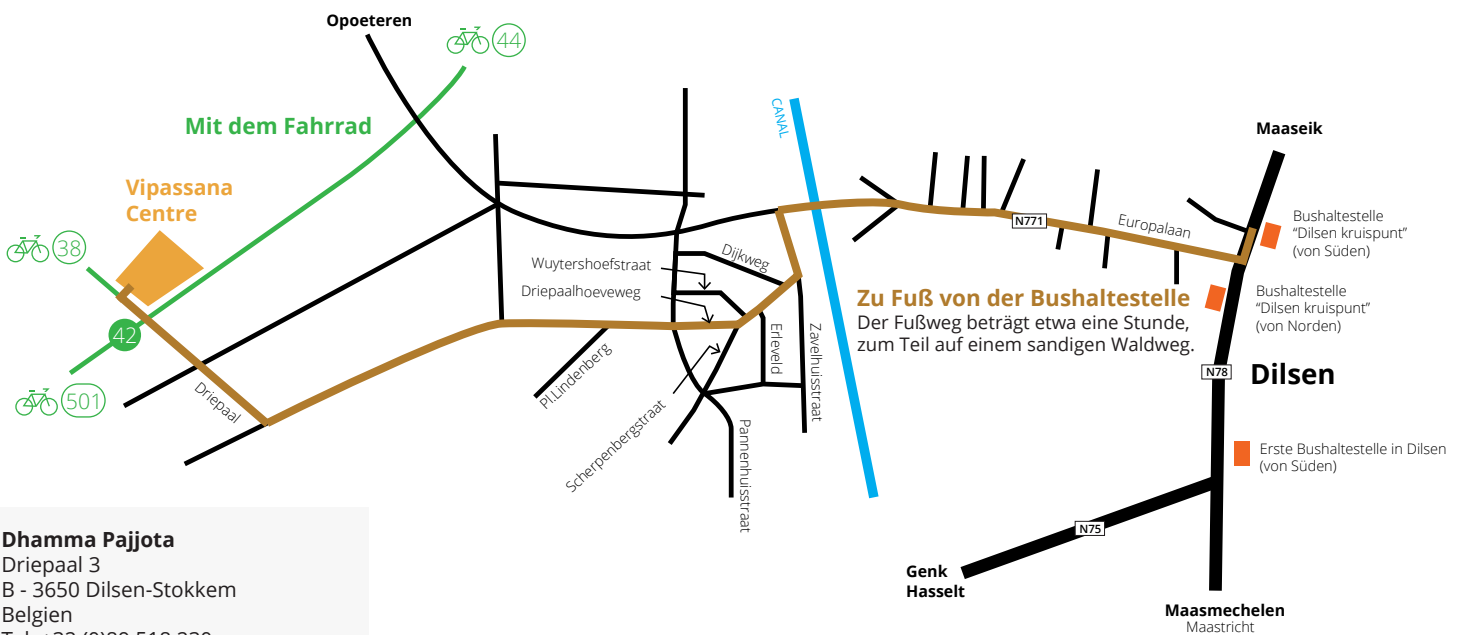 Opoeteren
44
Mit dem Fahrrad
Vipassana
Centre
38
42
501
Driepaal
CANAL
Wuytershoefstraat
Driepaalhoeveweg
Dijkweg
Pl.Lindenberg
Scherpenbergstraat
Erleveld
Zavelhuisstraat
Pannenhuisstraat
N771
Europalaan
Maaseik
Bushaltestelle
“Dilsen kruispunt”
(von Süden)
Bushaltestelle
“Dilsen kruispunt”
(von Norden)
Zu Fuß von der Bushaltestelle
Der Fußweg beträgt etwa eine Stunde,
zum Teil auf einem sandigen Waldweg.
N78
Dilsen
Erste Bushaltestelle in Dilsen
(von Süden)
N75
Genk
Hasselt
Maasmechelen
Maastricht
Dhamma Pajjota
Driepaal 3
B - 3650 Dilsen-Stokkem
Belgien